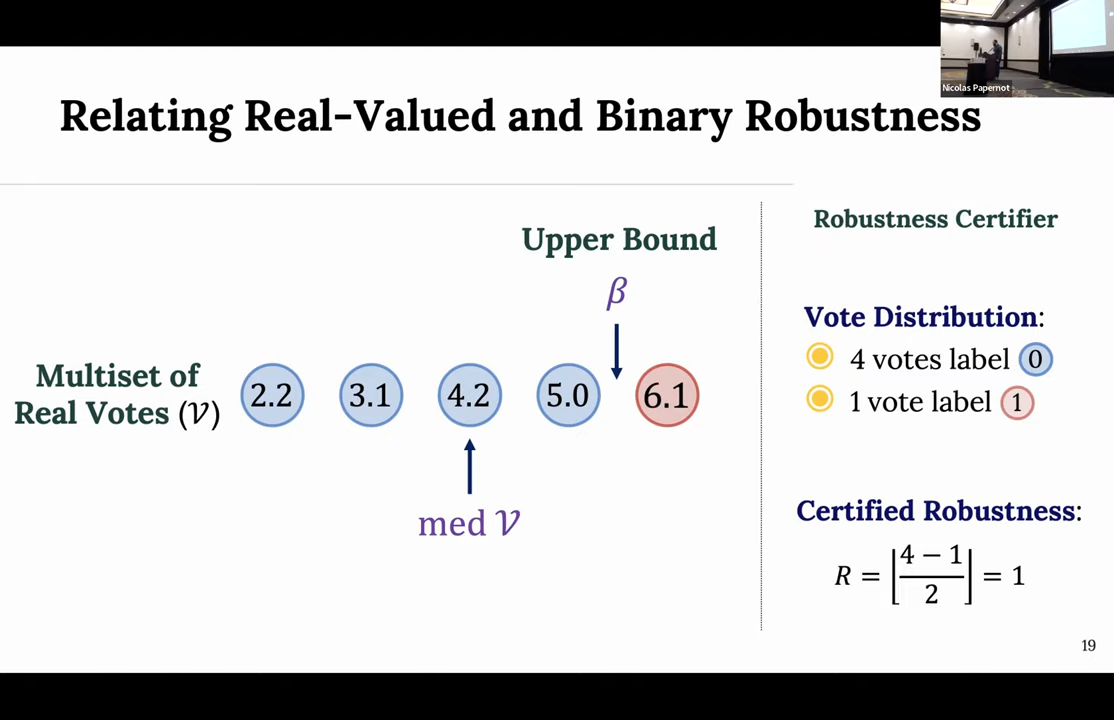 Nicolas Papernot
Relating Real-Valued and Binary Robustness
Upper Bound
β
Multiset of
Real Votes (𝒱)
2.2 3.1 4.2 5.0 6.1
med 𝒱
Robustness Certifier
Vote Distribution:
4 votes label 0
1 vote label 1
Certified Robustness:
R = ⌊(4 − 1)/2⌋ = 1
19